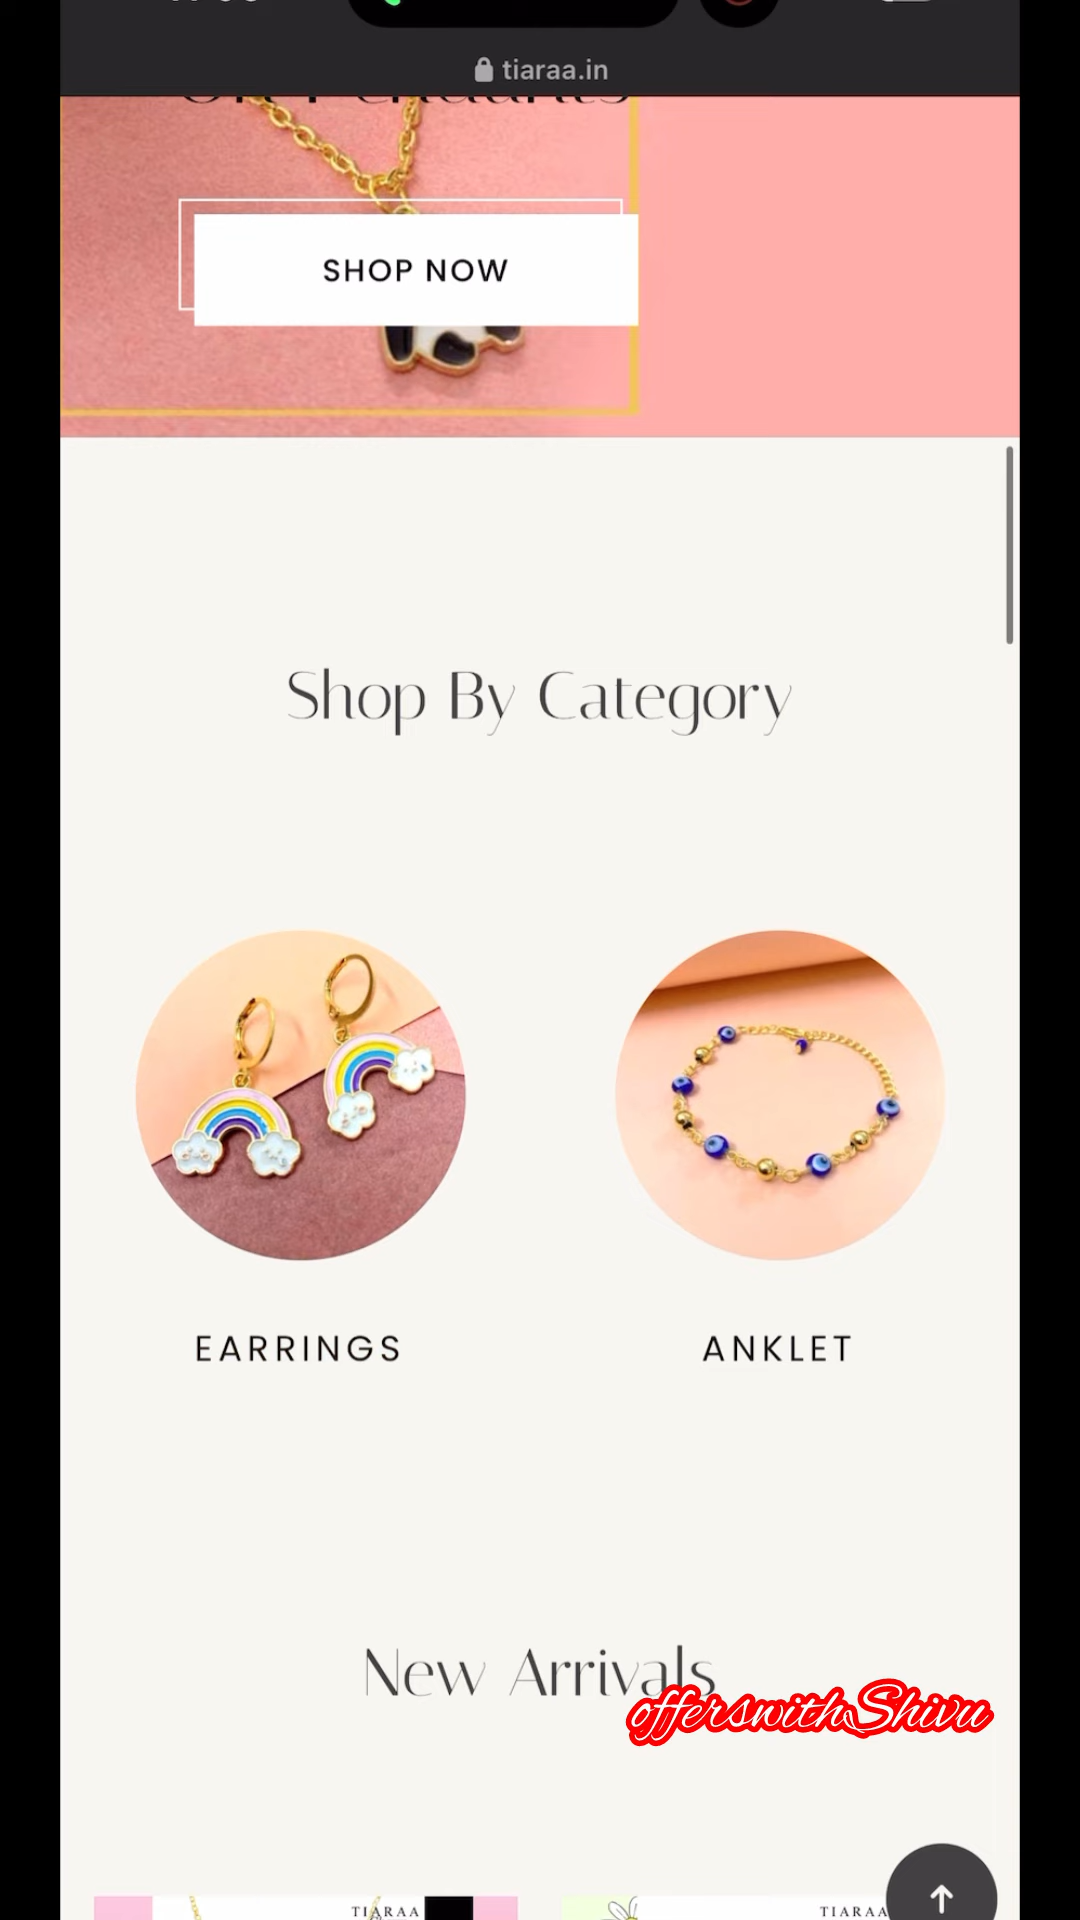 tiaraa.in
SHOP NOW
Shop By Category
EARRINGS
ANKLET
New Arrivals
offerswithShivu
TIARAA
TIARAA